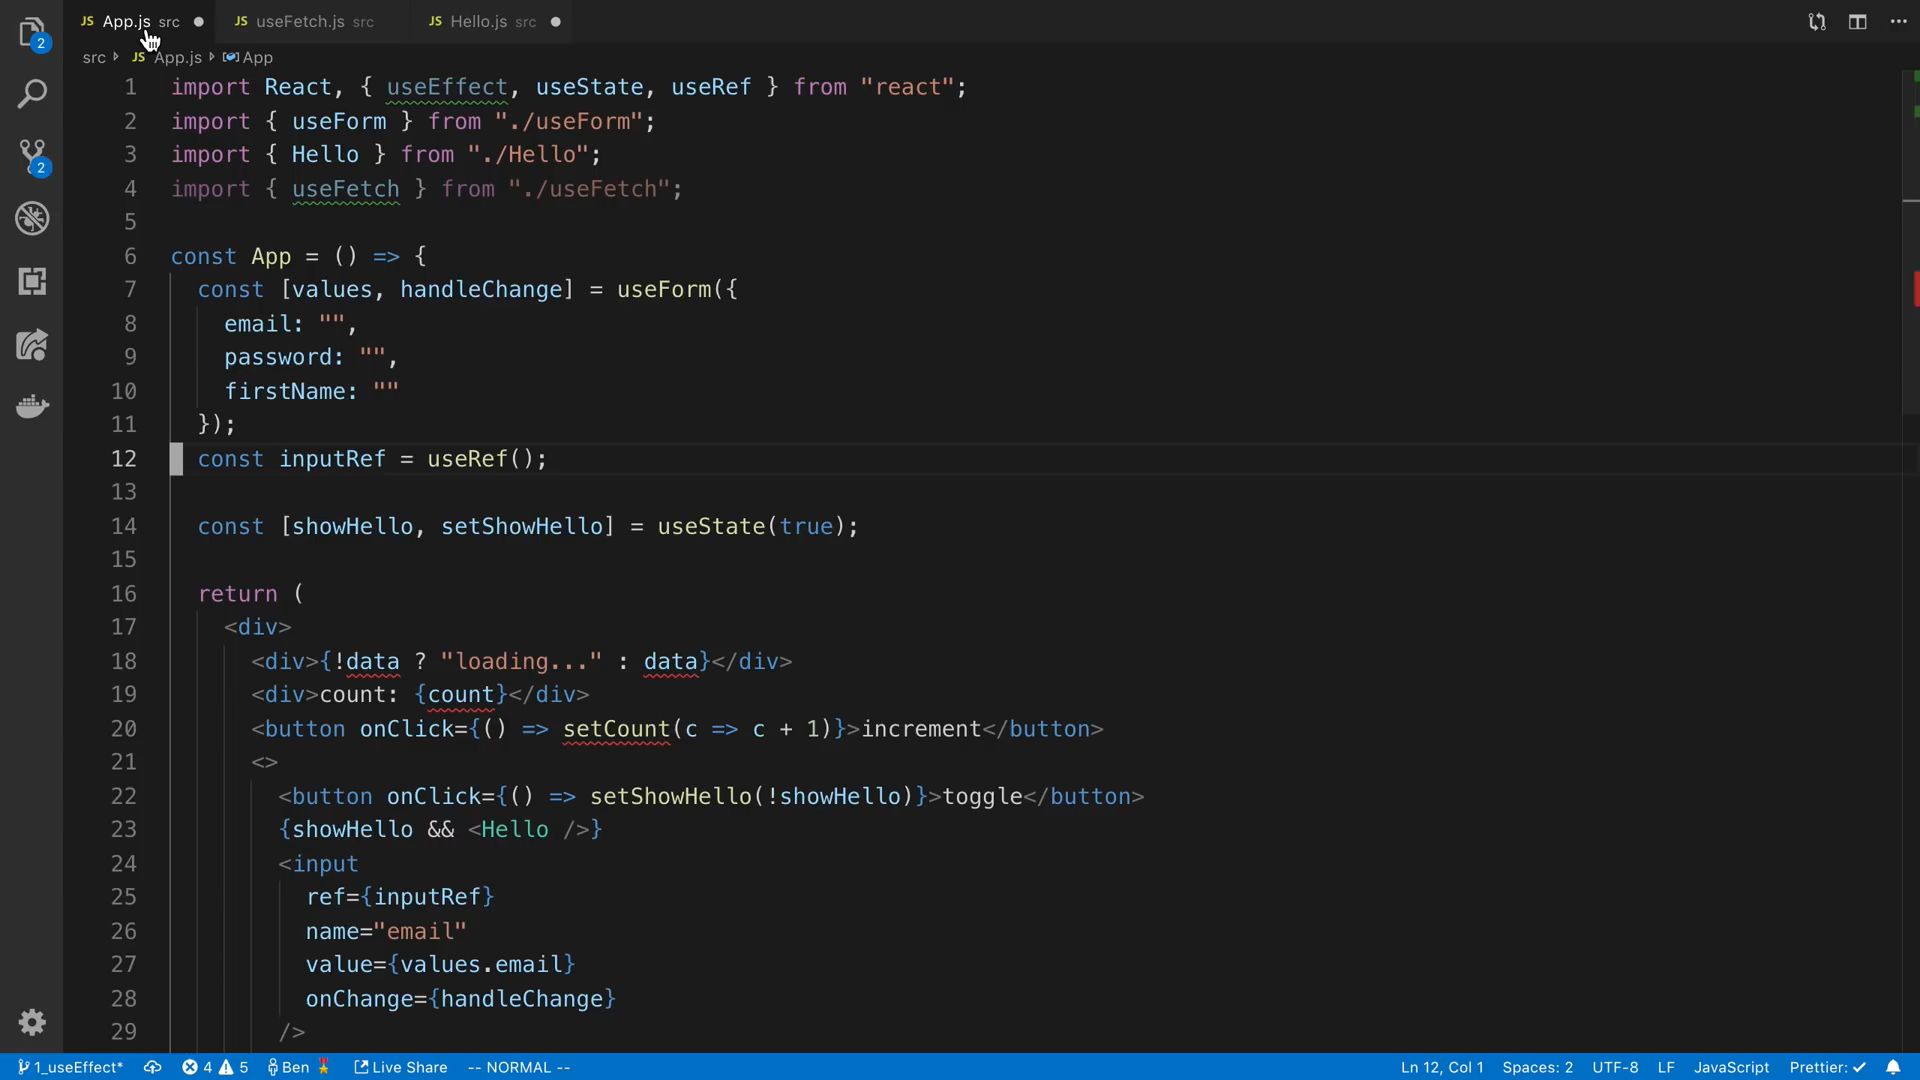 JS App.js src ● JS useFetch.js src JS Hello.js src ●
src JS App.js App
2
2
1 import React, { useEffect, useState, useRef } from "react";
2 import { useForm } from "./useForm";
3 import { Hello } from "./Hello";
4 import { useFetch } from "./useFetch";
5
6 const App = () => {
7 const [values, handleChange] = useForm({
8 email: "",
9 password: "",
10 firstName: ""
11 });
12 const inputRef = useRef();
13
14 const [showHello, setShowHello] = useState(true);
15
16 return (
17 <div>
18 <div>{!data ? "loading..." : data}</div>
19 <div>count: {count}</div>
20 <button onClick={() => setCount(c => c + 1)}>increment</button>
21 <>
22 <button onClick={() => setShowHello(!showHello)}>toggle</button>
23 {showHello && <Hello />}
24 <input
25 ref={inputRef}
26 name="email"
27 value={values.email}
28 onChange={handleChange}
29 />
1_useEffect* 4 5 Ben Live Share -- NORMAL -- Ln 12, Col 1 Spaces: 2 UTF-8 LF JavaScript Prettier: ✓